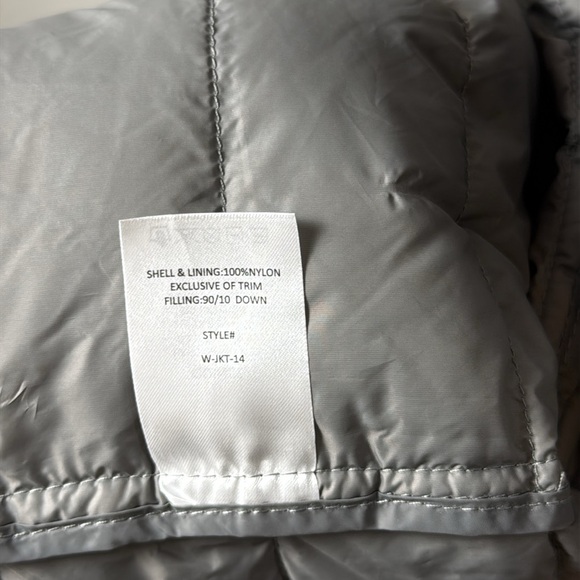 SHELL & LINING:100%NYLON
EXCLUSIVE OF TRIM
FILLING:90/10 DOWN
STYLE#
W-JKT-14